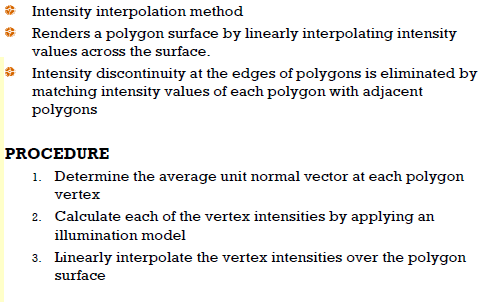 Intensity interpolation method
Renders a polygon surface by linearly interpolating intensity
values across the surface.
Intensity discontinuity at the edges of polygons is eliminated by
matching intensity values of each polygon with adjacent
polygons
PROCEDURE
1. Determine the average unit normal vector at each polygon
vertex
2. Calculate each of the vertex intensities by applying an
illumination model
3. Linearly interpolate the vertex intensities over the polygon
surface